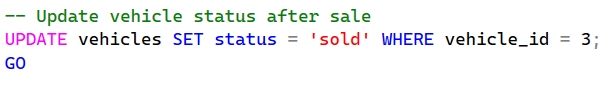 -- Update vehicle status after sale
UPDATE vehicles SET status = 'sold' WHERE vehicle_id = 3;
GO